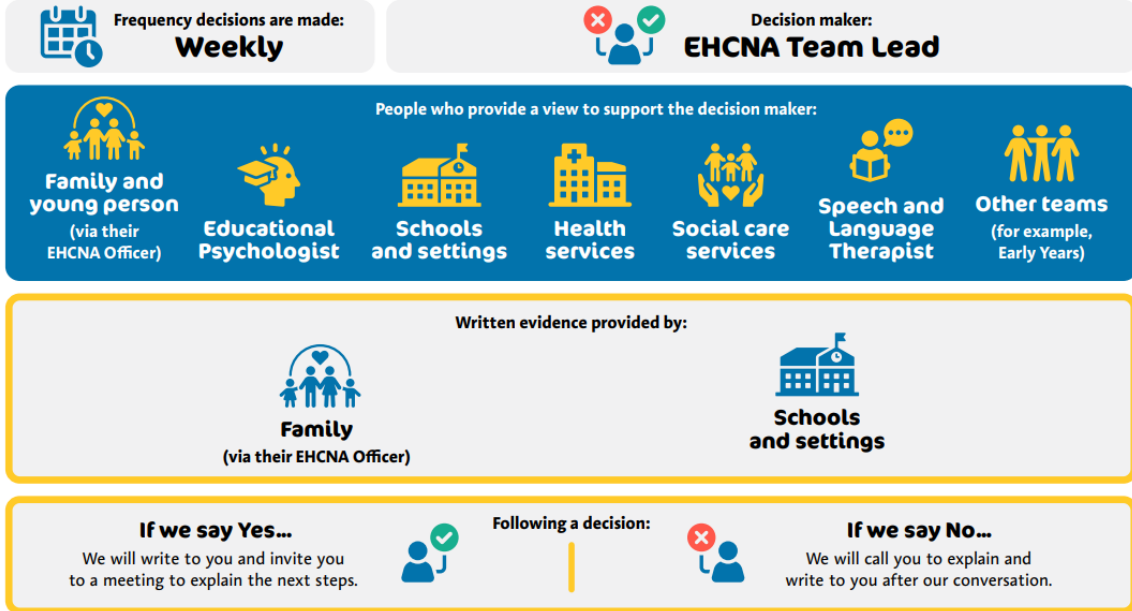 Frequency decisions are made:
Weekly
Decision maker:
EHCNA Team Lead
People who provide a view to support the decision maker:
Family and
young person
(via their
EHCNA Officer)
Educational
Psychologist
Schools
and settings
Health
services
Social care
services
Speech and
Language
Therapist
Other teams
(for example,
Early Years)
Written evidence provided by:
Family
(via their EHCNA Officer)
Schools
and settings
Following a decision:
If we say Yes...
We will write to you and invite you
to a meeting to explain the next steps.
If we say No...
We will call you to explain and
write to you after our conversation.